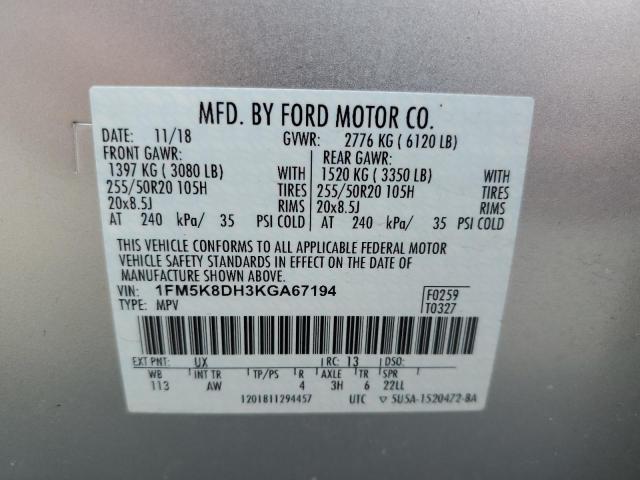 MFD. BY FORD MOTOR CO.
DATE: 11/18 GVWR: 2776 KG ( 6120 LB)
FRONT GAWR: REAR GAWR:
1397 KG ( 3080 LB) WITH 1520 KG ( 3350 LB) WITH
255/50R20 105H TIRES 255/50R20 105H TIRES
20x8.5J RIMS 20x8.5J RIMS
AT 240 kPa/ 35 PSI COLD AT 240 kPa/ 35 PSI COLD
THIS VEHICLE CONFORMS TO ALL APPLICABLE FEDERAL MOTOR
VEHICLE SAFETY STANDARDS IN EFFECT ON THE DATE OF
MANUFACTURE SHOWN ABOVE.
VIN: 1FM5K8DH3KGA67194 F0259
TYPE: MPV T0327
EXT PNT: UX RC: 13 DSO:
WB INT TR TP/PS R AXLE TR SPR
113 AW 4 3H 6 22LL
1201811294457 UTC ▽ 5U5A-1520472-BA